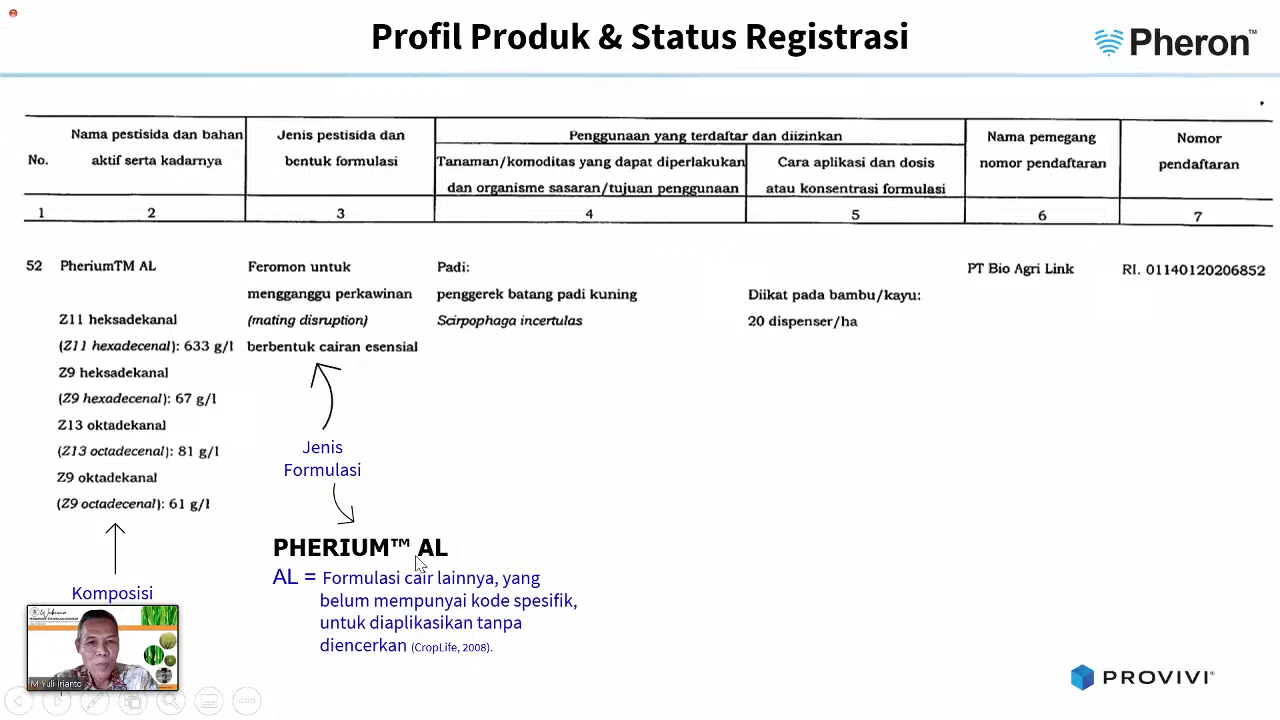 Profil Produk & Status Registrasi
Pheron™
No.
Nama pestisida dan bahan
aktif serta kadarnya
Jenis pestisida dan
bentuk formulasi
Penggunaan yang terdaftar dan diizinkan
Tanaman/komoditas yang dapat diperlakukan
dan organisme sasaran/tujuan penggunaan
Cara aplikasi dan dosis
atau konsentrasi formulasi
Nama pemegang
nomor pendaftaran
Nomor
pendaftaran
1 2 3 4 5 6 7
52 PheriumTM AL
Z11 heksadekanal
(Z11 hexadecenal): 633 g/l
Z9 heksadekanal
(Z9 hexadecenal): 67 g/l
Z13 oktadekanal
(Z13 octadecenal): 81 g/l
Z9 oktadekanal
(Z9 octadecenal): 61 g/l
Feromon untuk
mengganggu perkawinan
(mating disruption)
berbentuk cairan esensial
Padi:
penggerek batang padi kuning
Scirpophaga incertulas
Diikat pada bambu/kayu:
20 dispenser/ha
PT Bio Agri Link
RI. 01140120206852
Jenis
Formulasi
Komposisi
PHERIUM™ AL
AL = Formulasi cair lainnya, yang
belum mempunyai kode spesifik,
untuk diaplikasikan tanpa
diencerkan (CropLife, 2008).
M Yuli Irianto
PROVIVI®